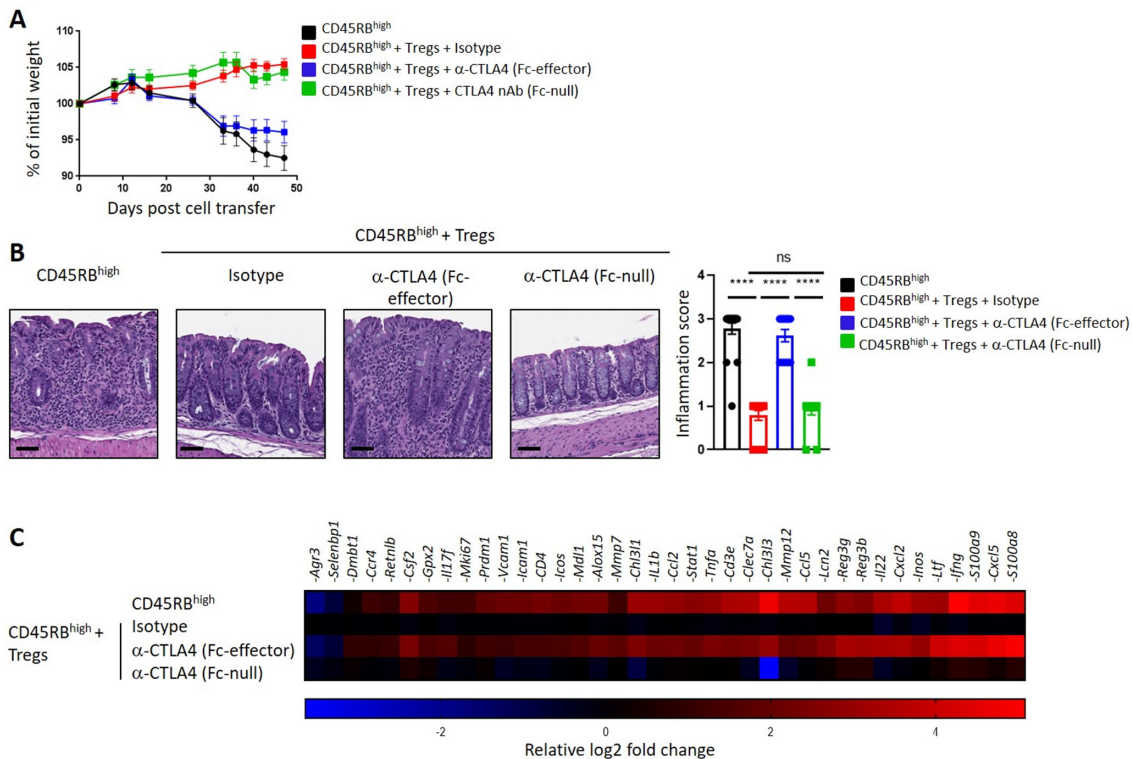 A
% of initial weight
110
105
100
95
90
0
10
20
30
40
50
Days post cell transfer
CD45RBhigh
CD45RBhigh + Tregs + Isotype
CD45RBhigh + Tregs + α-CTLA4 (Fc-effector)
CD45RBhigh + Tregs + CTLA4 nAb (Fc-null)
B
CD45RBhigh + Tregs
CD45RBhigh
Isotype
α-CTLA4 (Fc-
effector)
α-CTLA4 (Fc-null)
Inflammation score
4
3
2
1
0
ns
**** **** ****
CD45RBhigh
CD45RBhigh + Tregs + Isotype
CD45RBhigh + Tregs + α-CTLA4 (Fc-effector)
CD45RBhigh + Tregs + α-CTLA4 (Fc-null)
C
-Agr3
-Selenbp1
-Dmbt1
-Ccr4
-Retnlb
-Csf2
-Gpx2
-Il17f
-Mki67
-Prdm1
-Vcam1
-Icam1
-CD4
-Icos
-Mdl1
-Alox15
-Mmp7
-Chl3l1
-IL1b
-Ccl2
-Stat1
-Tnfa
-Cd3e
-Clec7a
-Chl3l3
-Mmp12
-Ccl5
-Lcn2
-Reg3g
-Reg3b
-Il22
-Cxcl2
-Inos
-Ltf
-Ifng
-S100a9
-Cxcl5
-S100a8
CD45RBhigh
CD45RBhigh +
Tregs
Isotype
α-CTLA4 (Fc-effector)
α-CTLA4 (Fc-null)
-2
0
2
4
Relative log2 fold change